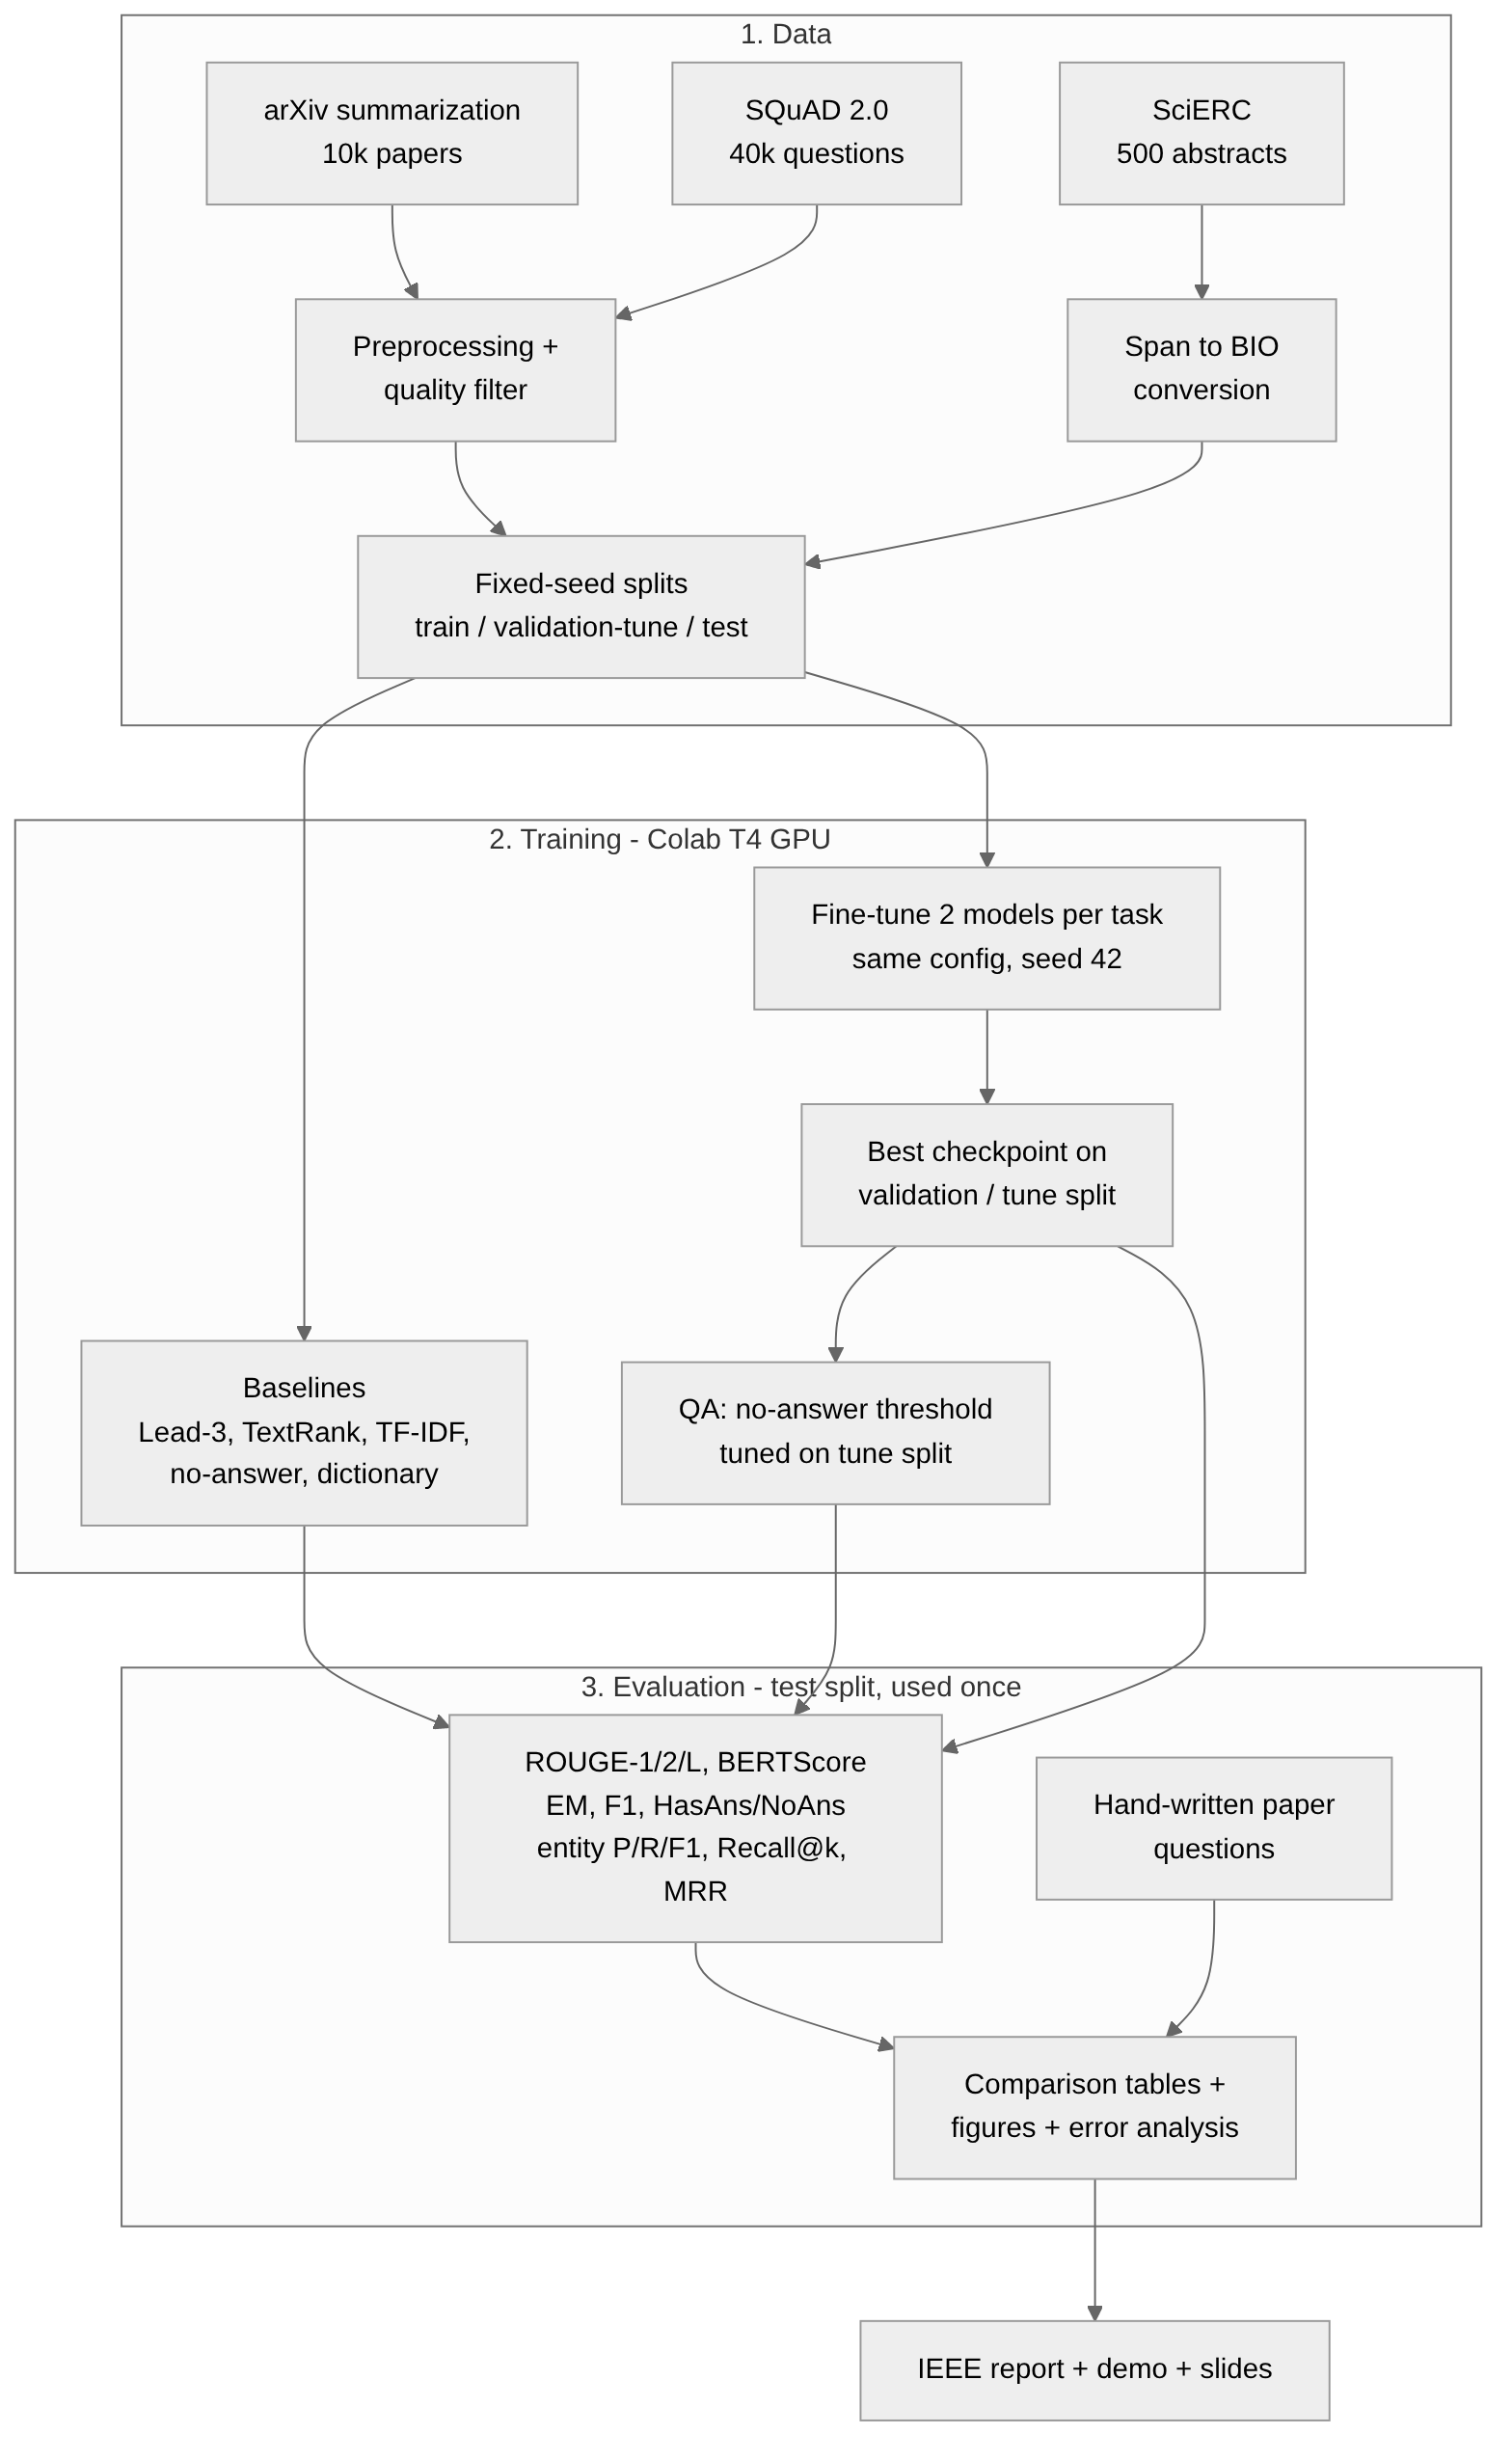 1. Data
arXiv summarization
10k papers
SQuAD 2.0
40k questions
SciERC
500 abstracts
Preprocessing +
quality filter
Span to BIO
conversion
Fixed-seed splits
train / validation-tune / test
2. Training - Colab T4 GPU
Fine-tune 2 models per task
same config, seed 42
Best checkpoint on
validation / tune split
Baselines
Lead-3, TextRank, TF-IDF,
no-answer, dictionary
QA: no-answer threshold
tuned on tune split
3. Evaluation - test split, used once
ROUGE-1/2/L, BERTScore
EM, F1, HasAns/NoAns
entity P/R/F1, Recall@k,
MRR
Hand-written paper
questions
Comparison tables +
figures + error analysis
IEEE report + demo + slides